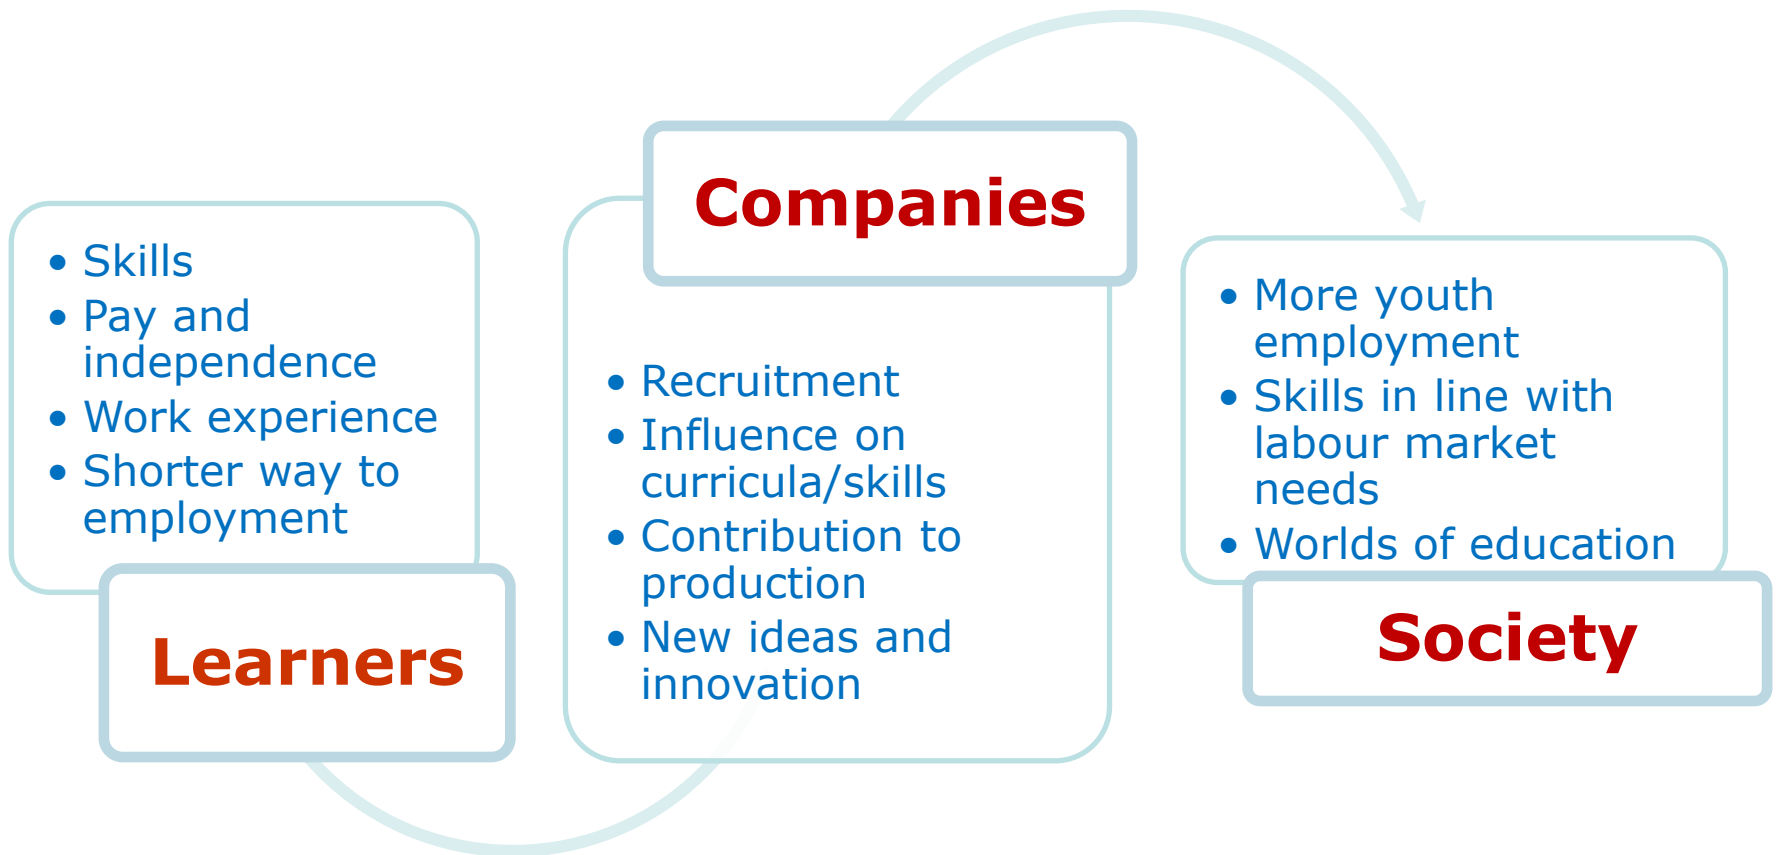 • Skills
• Pay and
independence
• Work experience
• Shorter way to
employment
Learners
Companies
• Recruitment
• Influence on
curricula/skills
• Contribution to
production
• New ideas and
innovation
• More youth
employment
• Skills in line with
labour market
needs
• Worlds of education
Society